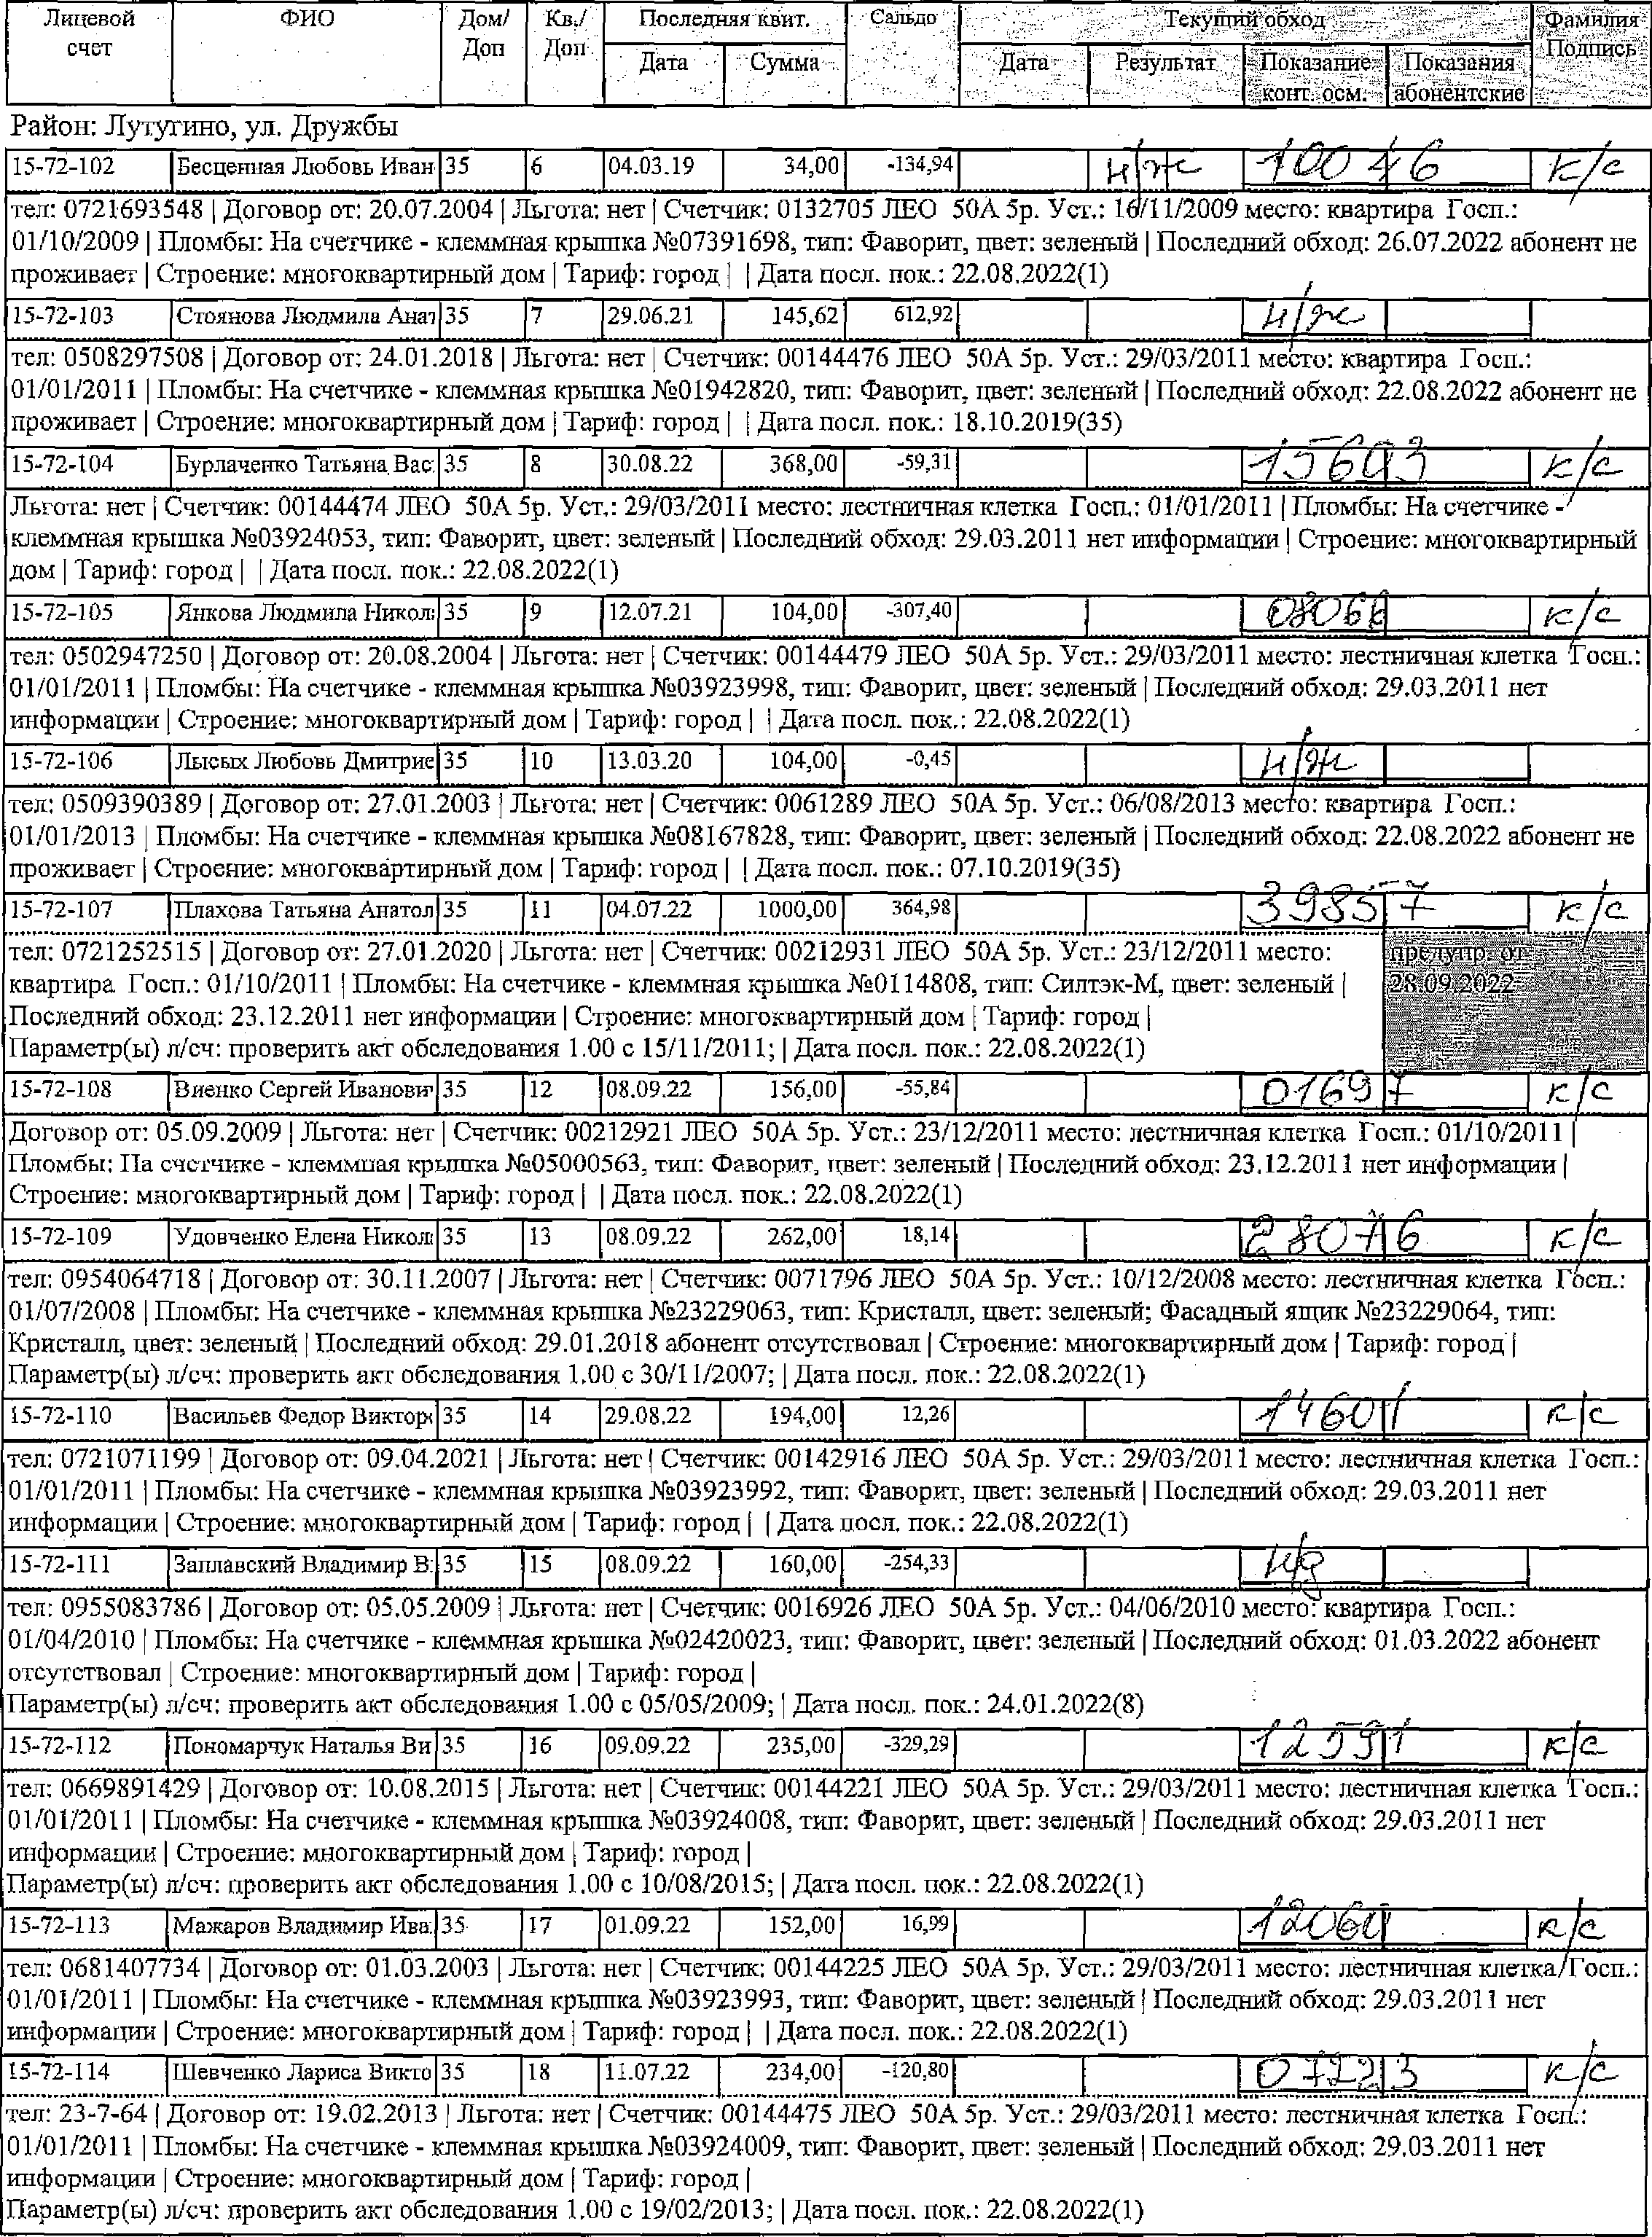 Лицевой счет | ФИО | Дом/Доп | Кв./Доп | Последняя квит. | Сальдо | Текущий обход | Фамилия Подпись
Дата | Сумма | Дата | Результат | Показание конт. осм. | Показания абонентские
Район: Лутугино, ул. Дружбы
15-72-102 Бесценная Любовь Иван 35 6 04.03.19 34,00 -134,94 н/ж 10046 к/с
тел: 0721693548 | Договор от: 20.07.2004 | Льгота: нет | Счетчик: 0132705 ЛЕО 50А 5р. Уст.: 16/11/2009 место: квартира Госп.:
01/10/2009 | Пломбы: На счетчике - клеммная крышка №07391698, тип: Фаворит, цвет: зеленый | Последний обход: 26.07.2022 абонент не
проживает | Строение: многоквартирный дом | Тариф: город | | Дата посл. пок.: 22.08.2022(1)
15-72-103 Стоянова Людмила Анат 35 7 29.06.21 145,62 612,92 н/ж
тел: 0508297508 | Договор от: 24.01.2018 | Льгота: нет | Счетчик: 00144476 ЛЕО 50А 5р. Уст.: 29/03/2011 место: квартира Госп.:
01/01/2011 | Пломбы: На счетчике - клеммная крышка №01942820, тип: Фаворит, цвет: зеленый | Последний обход: 22.08.2022 абонент не
проживает | Строение: многоквартирный дом | Тариф: город | | Дата посл. пок.: 18.10.2019(35)
15-72-104 Бурлаченко Татьяна Вас 35 8 30.08.22 368,00 -59,31 15603 к/с
Льгота: нет | Счетчик: 00144474 ЛЕО 50А 5р. Уст.: 29/03/2011 место: лестничная клетка Госп.: 01/01/2011 | Пломбы: На счетчике -
клеммная крышка №03924053, тип: Фаворит, цвет: зеленый | Последний обход: 29.03.2011 нет информации | Строение: многоквартирный
дом | Тариф: город | | Дата посл. пок.: 22.08.2022(1)
15-72-105 Янкова Людмила Никол 35 9 12.07.21 104,00 -307,40 08066 к/с
тел: 0502947250 | Договор от: 20.08.2004 | Льгота: нет | Счетчик: 00144479 ЛЕО 50А 5р. Уст.: 29/03/2011 место: лестничная клетка Госп.:
01/01/2011 | Пломбы: На счетчике - клеммная крышка №03923998, тип: Фаворит, цвет: зеленый | Последний обход: 29.03.2011 нет
информации | Строение: многоквартирный дом | Тариф: город | | Дата посл. пок.: 22.08.2022(1)
15-72-106 Лысых Любовь Дмитрие 35 10 13.03.20 104,00 -0,45 н/ж
тел: 0509390389 | Договор от: 27.01.2003 | Льгота: нет | Счетчик: 0061289 ЛЕО 50А 5р. Уст.: 06/08/2013 место: квартира Госп.:
01/01/2013 | Пломбы: На счетчике - клеммная крышка №08167828, тип: Фаворит, цвет: зеленый | Последний обход: 22.08.2022 абонент не
проживает | Строение: многоквартирный дом | Тариф: город | | Дата посл. пок.: 07.10.2019(35)
15-72-107 Плахова Татьяна Анатол 35 11 04.07.22 1000,00 364,98 39857 к/с
тел: 0721252515 | Договор от: 27.01.2020 | Льгота: нет | Счетчик: 00212931 ЛЕО 50А 5р. Уст.: 23/12/2011 место: предупр. от
квартира Госп.: 01/10/2011 | Пломбы: На счетчике - клеммная крышка №0114808, тип: Силтэк-М, цвет: зеленый | 28.09.2022
Последний обход: 23.12.2011 нет информации | Строение: многоквартирный дом | Тариф: город |
Параметр(ы) л/сч: проверить акт обследования 1.00 с 15/11/2011; | Дата посл. пок.: 22.08.2022(1)
15-72-108 Виенко Сергей Иванович 35 12 08.09.22 156,00 -55,84 01697 к/с
Договор от: 05.09.2009 | Льгота: нет | Счетчик: 00212921 ЛЕО 50А 5р. Уст.: 23/12/2011 место: лестничная клетка Госп.: 01/10/2011 |
Пломбы: На счетчике - клеммная крышка №05000563, тип: Фаворит, цвет: зеленый | Последний обход: 23.12.2011 нет информации |
Строение: многоквартирный дом | Тариф: город | | Дата посл. пок.: 22.08.2022(1)
15-72-109 Удовченко Елена Никол 35 13 08.09.22 262,00 18,14 28076 к/с
тел: 0954064718 | Договор от: 30.11.2007 | Льгота: нет | Счетчик: 0071796 ЛЕО 50А 5р. Уст.: 10/12/2008 место: лестничная клетка Госп.:
01/07/2008 | Пломбы: На счетчике - клеммная крышка №23229063, тип: Кристалл, цвет: зеленый; Фасадный ящик №23229064, тип:
Кристалл, цвет: зеленый | Последний обход: 29.01.2018 абонент отсутствовал | Строение: многоквартирный дом | Тариф: город |
Параметр(ы) л/сч: проверить акт обследования 1.00 с 30/11/2007; | Дата посл. пок.: 22.08.2022(1)
15-72-110 Васильев Федор Виктор 35 14 29.08.22 194,00 12,26 14601 к/с
тел: 0721071199 | Договор от: 09.04.2021 | Льгота: нет | Счетчик: 00142916 ЛЕО 50А 5р. Уст.: 29/03/2011 место: лестничная клетка Госп.:
01/01/2011 | Пломбы: На счетчике - клеммная крышка №03923992, тип: Фаворит, цвет: зеленый | Последний обход: 29.03.2011 нет
информации | Строение: многоквартирный дом | Тариф: город | | Дата посл. пок.: 22.08.2022(1)
15-72-111 Заплавский Владимир В 35 15 08.09.22 160,00 -254,33 н/д
тел: 0955083786 | Договор от: 05.05.2009 | Льгота: нет | Счетчик: 0016926 ЛЕО 50А 5р. Уст.: 04/06/2010 место: квартира Госп.:
01/04/2010 | Пломбы: На счетчике - клеммная крышка №02420023, тип: Фаворит, цвет: зеленый | Последний обход: 01.03.2022 абонент
отсутствовал | Строение: многоквартирный дом | Тариф: город |
Параметр(ы) л/сч: проверить акт обследования 1.00 с 05/05/2009; | Дата посл. пок.: 24.01.2022(8)
15-72-112 Пономарчук Наталья Ви 35 16 09.09.22 235,00 -329,29 12591 к/с
тел: 0669891429 | Договор от: 10.08.2015 | Льгота: нет | Счетчик: 00144221 ЛЕО 50А 5р. Уст.: 29/03/2011 место: лестничная клетка Госп.:
01/01/2011 | Пломбы: На счетчике - клеммная крышка №03924008, тип: Фаворит, цвет: зеленый | Последний обход: 29.03.2011 нет
информации | Строение: многоквартирный дом | Тариф: город |
Параметр(ы) л/сч: проверить акт обследования 1.00 с 10/08/2015; | Дата посл. пок.: 22.08.2022(1)
15-72-113 Мажаров Владимир Ива 35 17 01.09.22 152,00 16,99 к/с
тел: 0681407734 | Договор от: 01.03.2003 | Льгота: нет | Счетчик: 00144225 ЛЕО 50А 5р. Уст.: 29/03/2011 место: лестничная клетка Госп.:
01/01/2011 | Пломбы: На счетчике - клеммная крышка №03923993, тип: Фаворит, цвет: зеленый | Последний обход: 29.03.2011 нет
информации | Строение: многоквартирный дом | Тариф: город | | Дата посл. пок.: 22.08.2022(1)
15-72-114 Шевченко Лариса Викто 35 18 11.07.22 234,00 -120,80 07223 к/с
тел: 23-7-64 | Договор от: 19.02.2013 | Льгота: нет | Счетчик: 00144475 ЛЕО 50А 5р. Уст.: 29/03/2011 место: лестничная клетка Госп.:
01/01/2011 | Пломбы: На счетчике - клеммная крышка №03924009, тип: Фаворит, цвет: зеленый | Последний обход: 29.03.2011 нет
информации | Строение: многоквартирный дом | Тариф: город |
Параметр(ы) л/сч: проверить акт обследования 1.00 с 19/02/2013; | Дата посл. пок.: 22.08.2022(1)